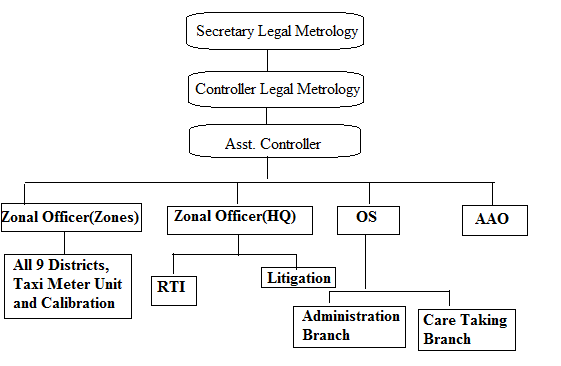 Secretary Legal Metrology
Controller Legal Metrology
Asst. Controller
Zonal Officer(Zones)
Zonal Officer(HQ)
OS
AAO
All 9 Districts,
Taxi Meter Unit
and Calibration
RTI
Litigation
Administration
Branch
Care Taking
Branch